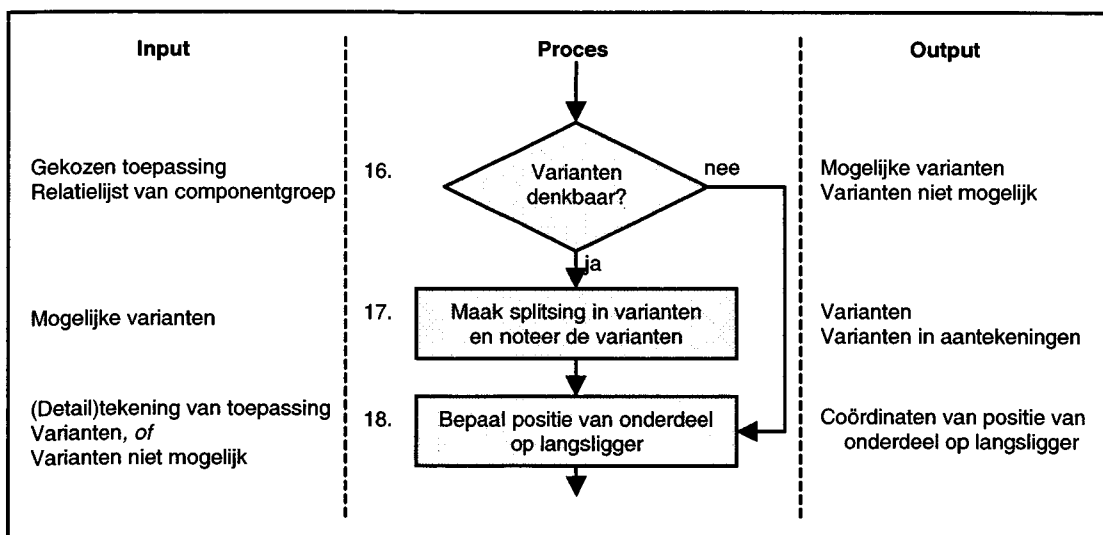 Input
Proces
Output
Gekozen toepassing
Relatielijst van componentgroep
16.
Varianten
denkbaar?
nee
Mogelijke varianten
Varianten niet mogelijk
ja
Mogelijke varianten
17.
Maak splitsing in varianten
en noteer de varianten
Varianten
Varianten in aantekeningen
(Detail)tekening van toepassing
Varianten, of
Varianten niet mogelijk
18.
Bepaal positie van onderdeel
op langsligger
Coördinaten van positie van
onderdeel op langsligger